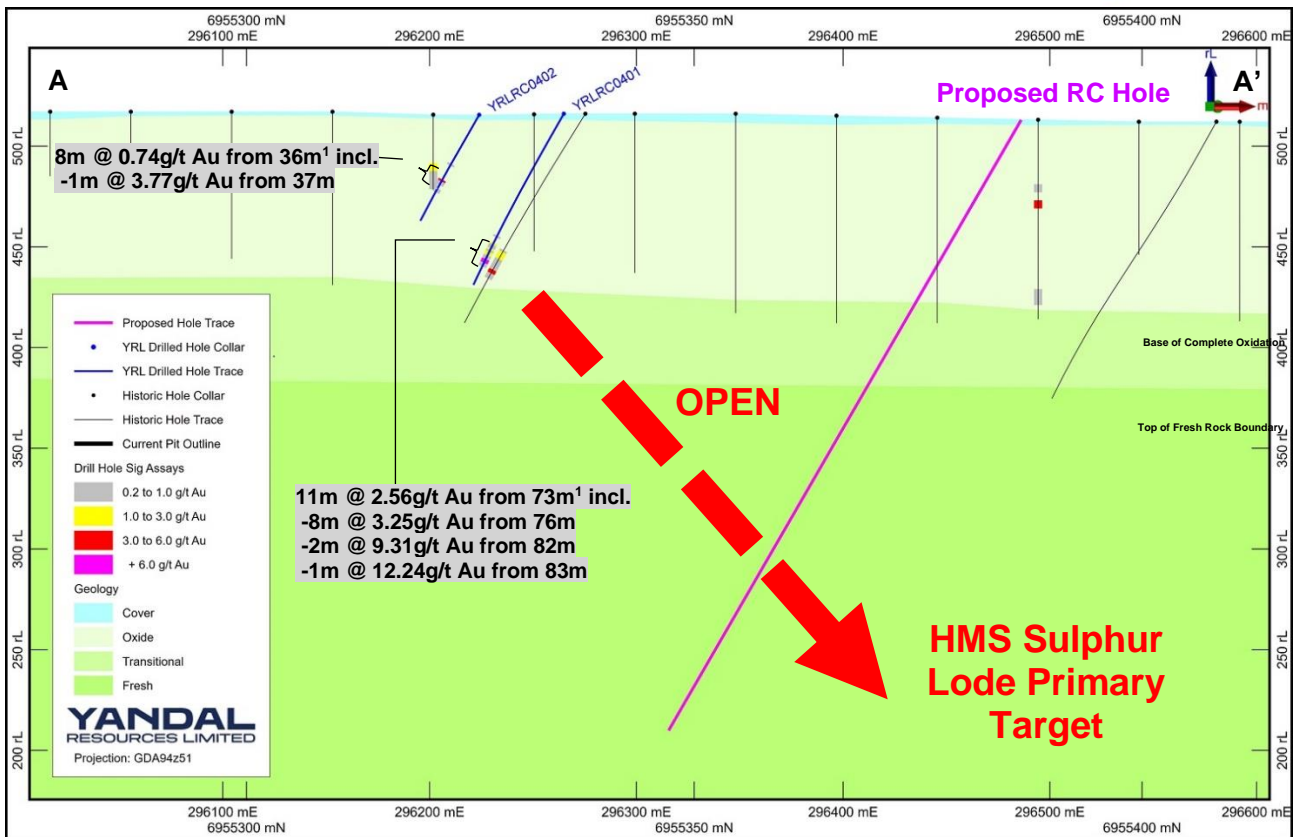 6955300 mN 6955350 mN 6955400 mN
296100 mE 296200 mE 296300 mE 296400 mE 296500 mE 296600 mE
A
YRLRC0402
YRLRC0401
Proposed RC Hole
rL
m
A’
500 rL
500 rL
8m @ 0.74g/t Au from 36m¹ incl.
-1m @ 3.77g/t Au from 37m
450 rL
450 rL
400 rL
400 rL
Base of Complete Oxidation
OPEN
Top of Fresh Rock Boundary
350 rL
350 rL
11m @ 2.56g/t Au from 73m¹ incl.
-8m @ 3.25g/t Au from 76m
-2m @ 9.31g/t Au from 82m
-1m @ 12.24g/t Au from 83m
300 rL
300 rL
HMS Sulphur
Lode Primary
Target
250 rL
250 rL
200 rL
200 rL
Proposed Hole Trace
YRL Drilled Hole Collar
YRL Drilled Hole Trace
Historic Hole Collar
Historic Hole Trace
Current Pit Outline
Drill Hole Sig Assays
0.2 to 1.0 g/t Au
1.0 to 3.0 g/t Au
3.0 to 6.0 g/t Au
+ 6.0 g/t Au
Geology
Cover
Oxide
Transitional
Fresh
YANDAL
RESOURCES LIMITED
Projection: GDA94z51
296100 mE 296200 mE 296300 mE 296400 mE 296500 mE 296600 mE
6955300 mN 6955350 mN 6955400 mN